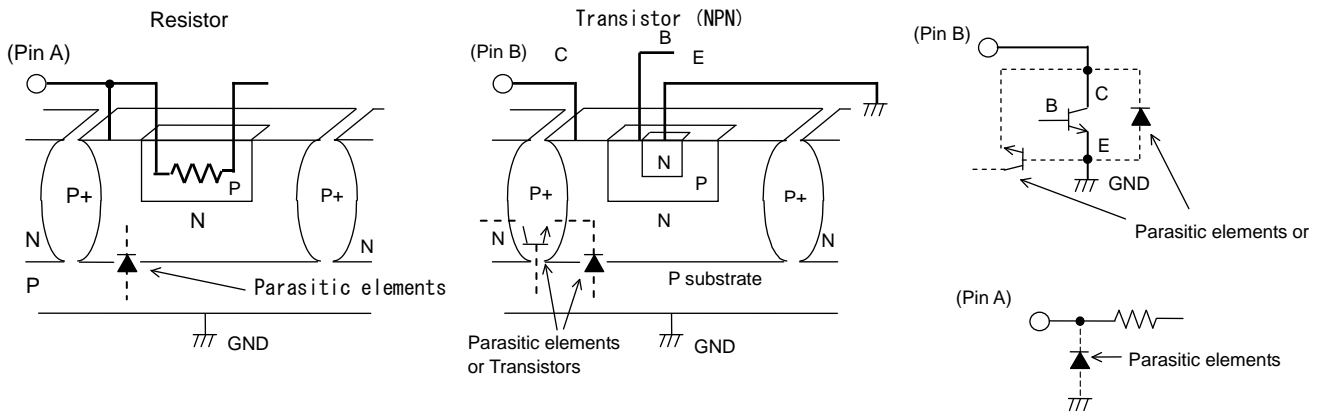 Resistor
(Pin A)
P+
P
N
P+
N
N
P
Parasitic elements
GND
Transistor (NPN)
(Pin B)
C
B
E
P+
N
P
N
P+
N
N
P substrate
Parasitic elements
or Transistors
GND
(Pin B)
C
B
E
GND
Parasitic elements or
(Pin A)
Parasitic elements